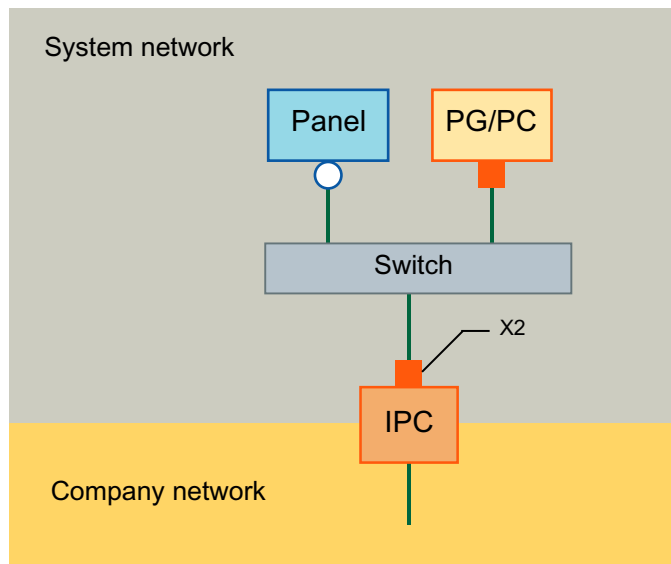 System network
Panel
PG/PC
Switch
X2
IPC
Company network